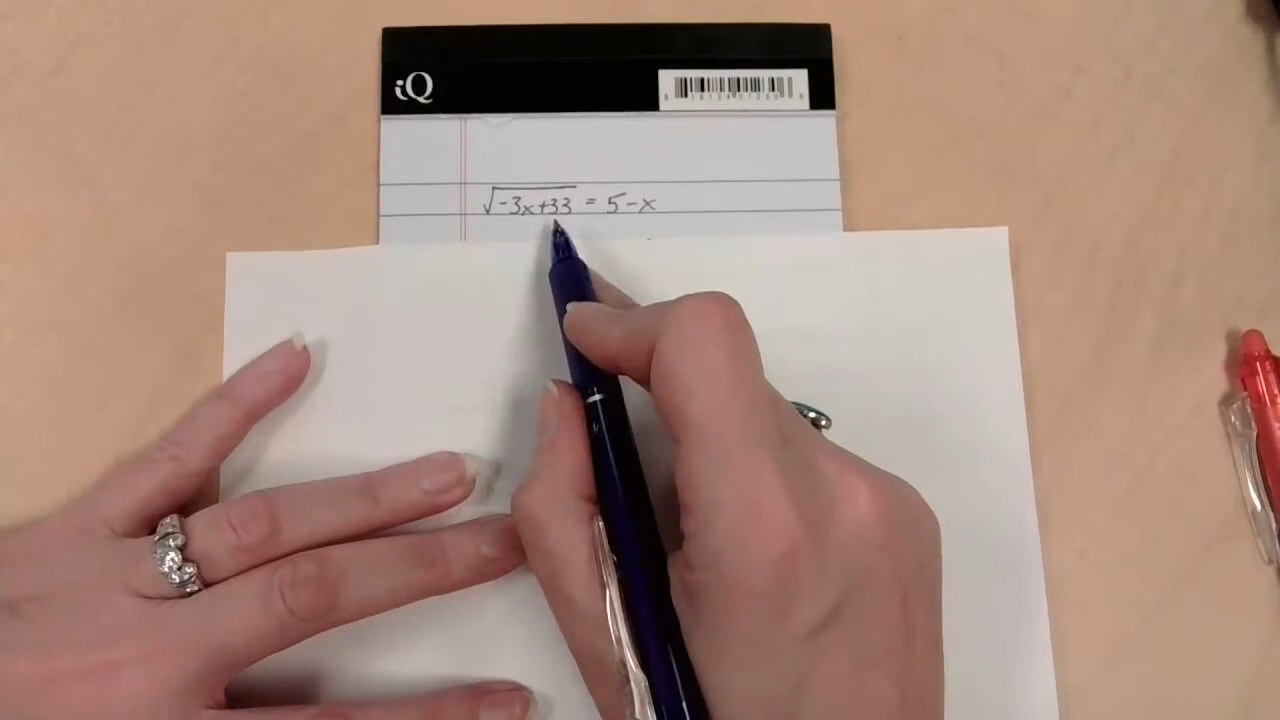 iQ
√-3x+33 = 5-x